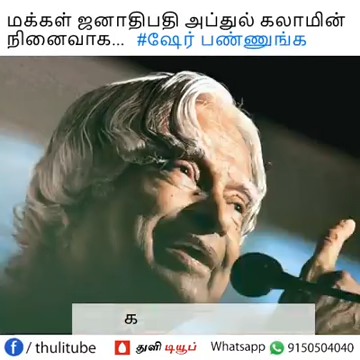 மக்கள் ஜனாதிபதி அப்துல் கலாமின்
நினைவாக... #ஷேர் பண்ணுங்க
க
f / thulitube துளி டியூப் Whatsapp 9150504040